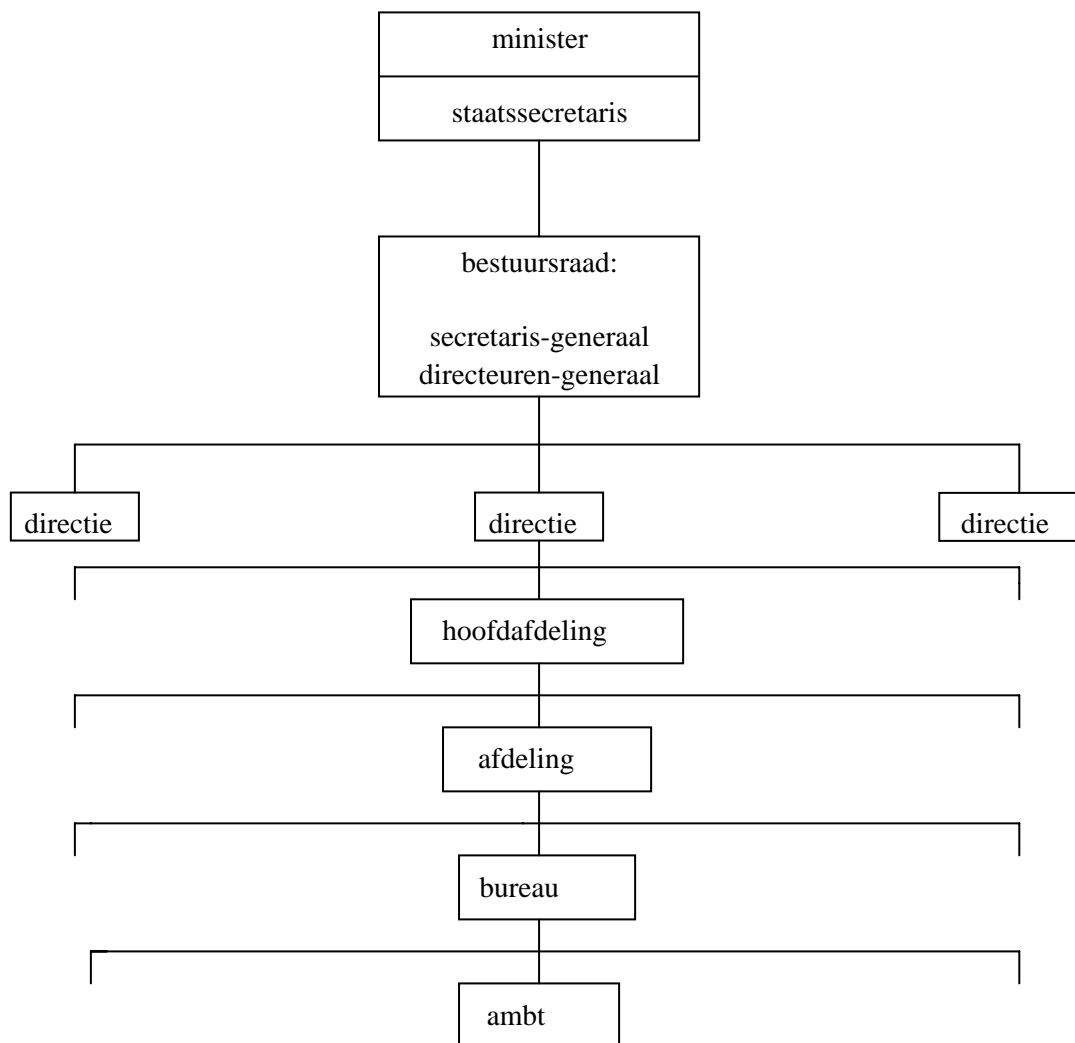 minister
staatssecretaris
bestuursraad:
secretaris-generaal
directeuren-generaal
directie
directie
directie
hoofdafdeling
afdeling
bureau
ambt